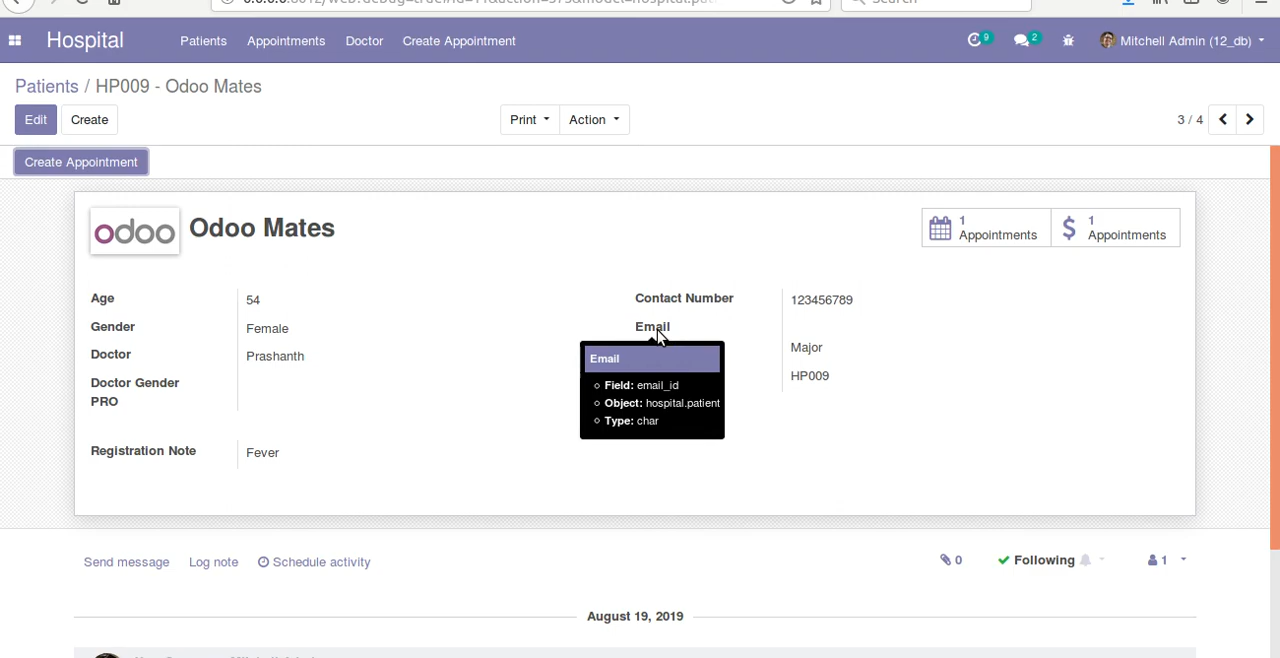 Hospital
Patients
Appointments
Doctor
Create Appointment
9
2
Mitchell Admin (12_db)
Patients / HP009 - Odoo Mates
Edit
Create
Print
Action
3 / 4
Create Appointment
odoo
Odoo Mates
1
Appointments
1
Appointments
Age
54
Gender
Female
Doctor
Prashanth
Doctor Gender
PRO
Registration Note
Fever
Contact Number
123456789
Email
Major
HP009
Email
Field: email_id
Object: hospital.patient
Type: char
Send message
Log note
Schedule activity
0
Following
1
August 19, 2019